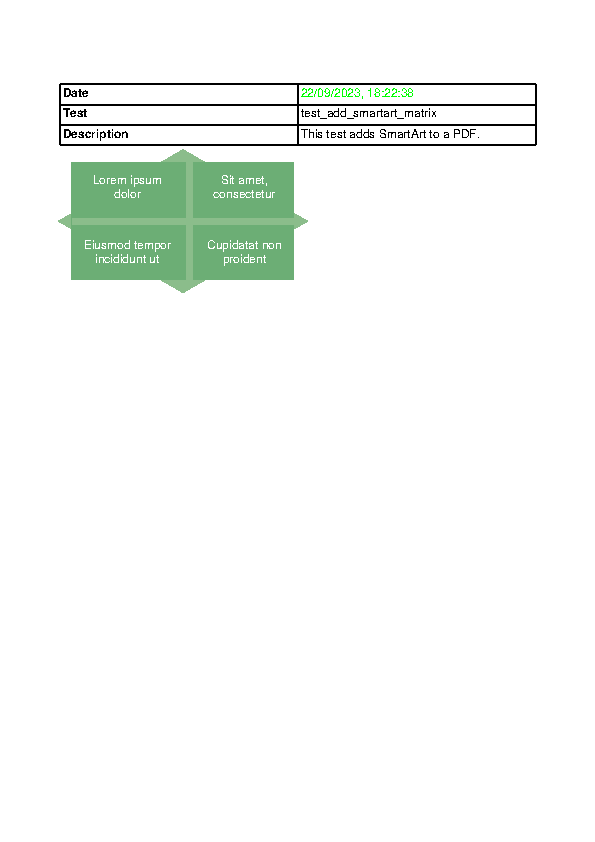 Date 22/09/2023, 18:22:38
Test test_add_smartart_matrix
Description This test adds SmartArt to a PDF.
Lorem ipsum
dolor
Sit amet,
consectetur
Eiusmod tempor
incididunt ut
Cupidatat non
proident